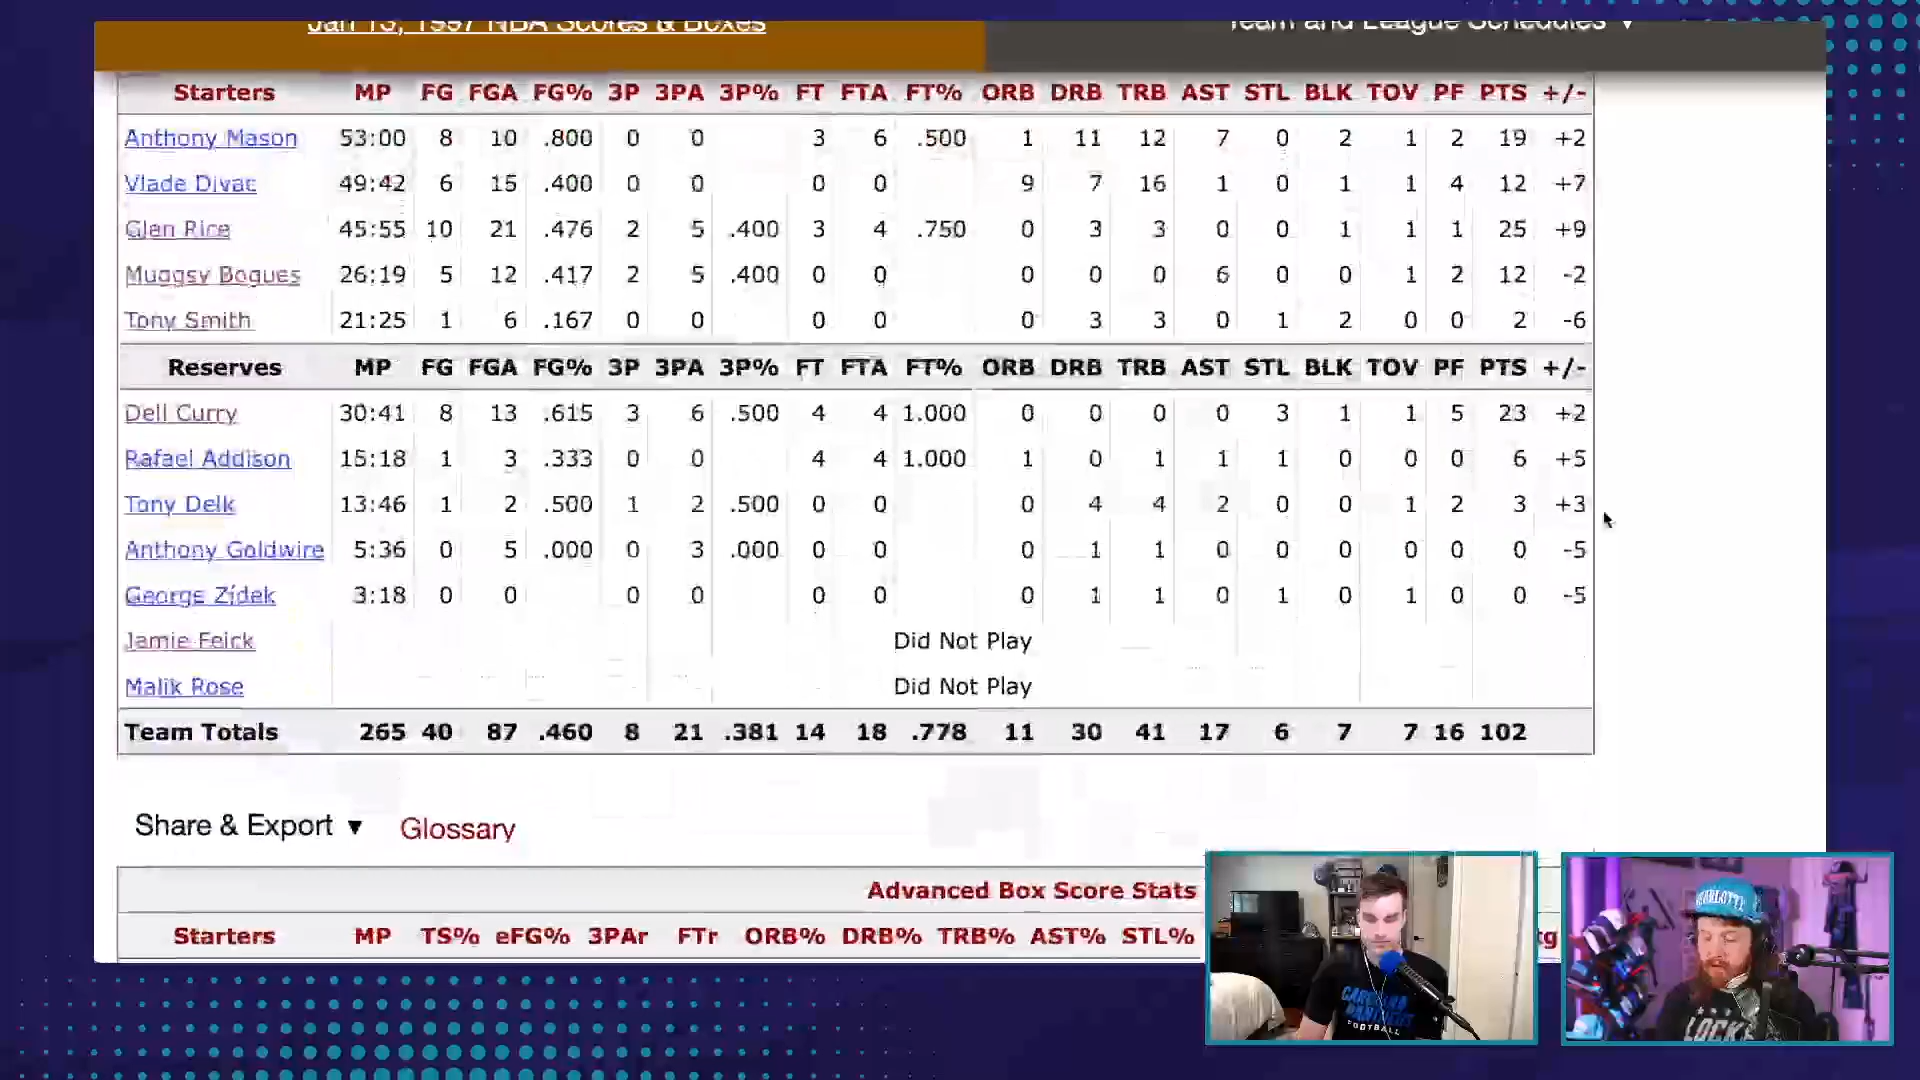 Jan 13, 1997 NBA Scores & Boxes
Team and League Schedules ▼
Starters MP FG FGA FG% 3P 3PA 3P% FT FTA FT% ORB DRB TRB AST STL BLK TOV PF PTS +/-
Anthony Mason 53:00 8 10 .800 0 0 3 6 .500 1 11 12 7 0 2 1 2 19 +2
Vlade Divac 49:42 6 15 .400 0 0 0 0 9 7 16 1 0 1 1 4 12 +7
Glen Rice 45:55 10 21 .476 2 5 .400 3 4 .750 0 3 3 0 0 1 1 1 25 +9
Muggsy Bogues 26:19 5 12 .417 2 5 .400 0 0 0 0 0 6 0 0 1 2 12 -2
Tony Smith 21:25 1 6 .167 0 0 0 0 0 3 3 0 1 2 0 0 2 -6
Reserves MP FG FGA FG% 3P 3PA 3P% FT FTA FT% ORB DRB TRB AST STL BLK TOV PF PTS +/-
Dell Curry 30:41 8 13 .615 3 6 .500 4 4 1.000 0 0 0 0 3 1 1 5 23 +2
Rafael Addison 15:18 1 3 .333 0 0 4 4 1.000 1 0 1 1 1 0 0 0 6 +5
Tony Delk 13:46 1 2 .500 1 2 .500 0 0 0 4 4 2 0 0 1 2 3 +3
Anthony Goldwire 5:36 0 5 .000 0 3 .000 0 0 0 1 1 0 0 0 0 0 0 -5
George Zídek 3:18 0 0 0 0 0 0 0 1 1 0 1 0 1 0 0 -5
Jamie Feick Did Not Play
Malik Rose Did Not Play
Team Totals 265 40 87 .460 8 21 .381 14 18 .778 11 30 41 17 6 7 7 16 102
Share & Export ▼ Glossary
Advanced Box Score Stats
Starters MP TS% eFG% 3PAr FTr ORB% DRB% TRB% AST% STL%
CHARLOTTE
FOOTBALL
LOCK